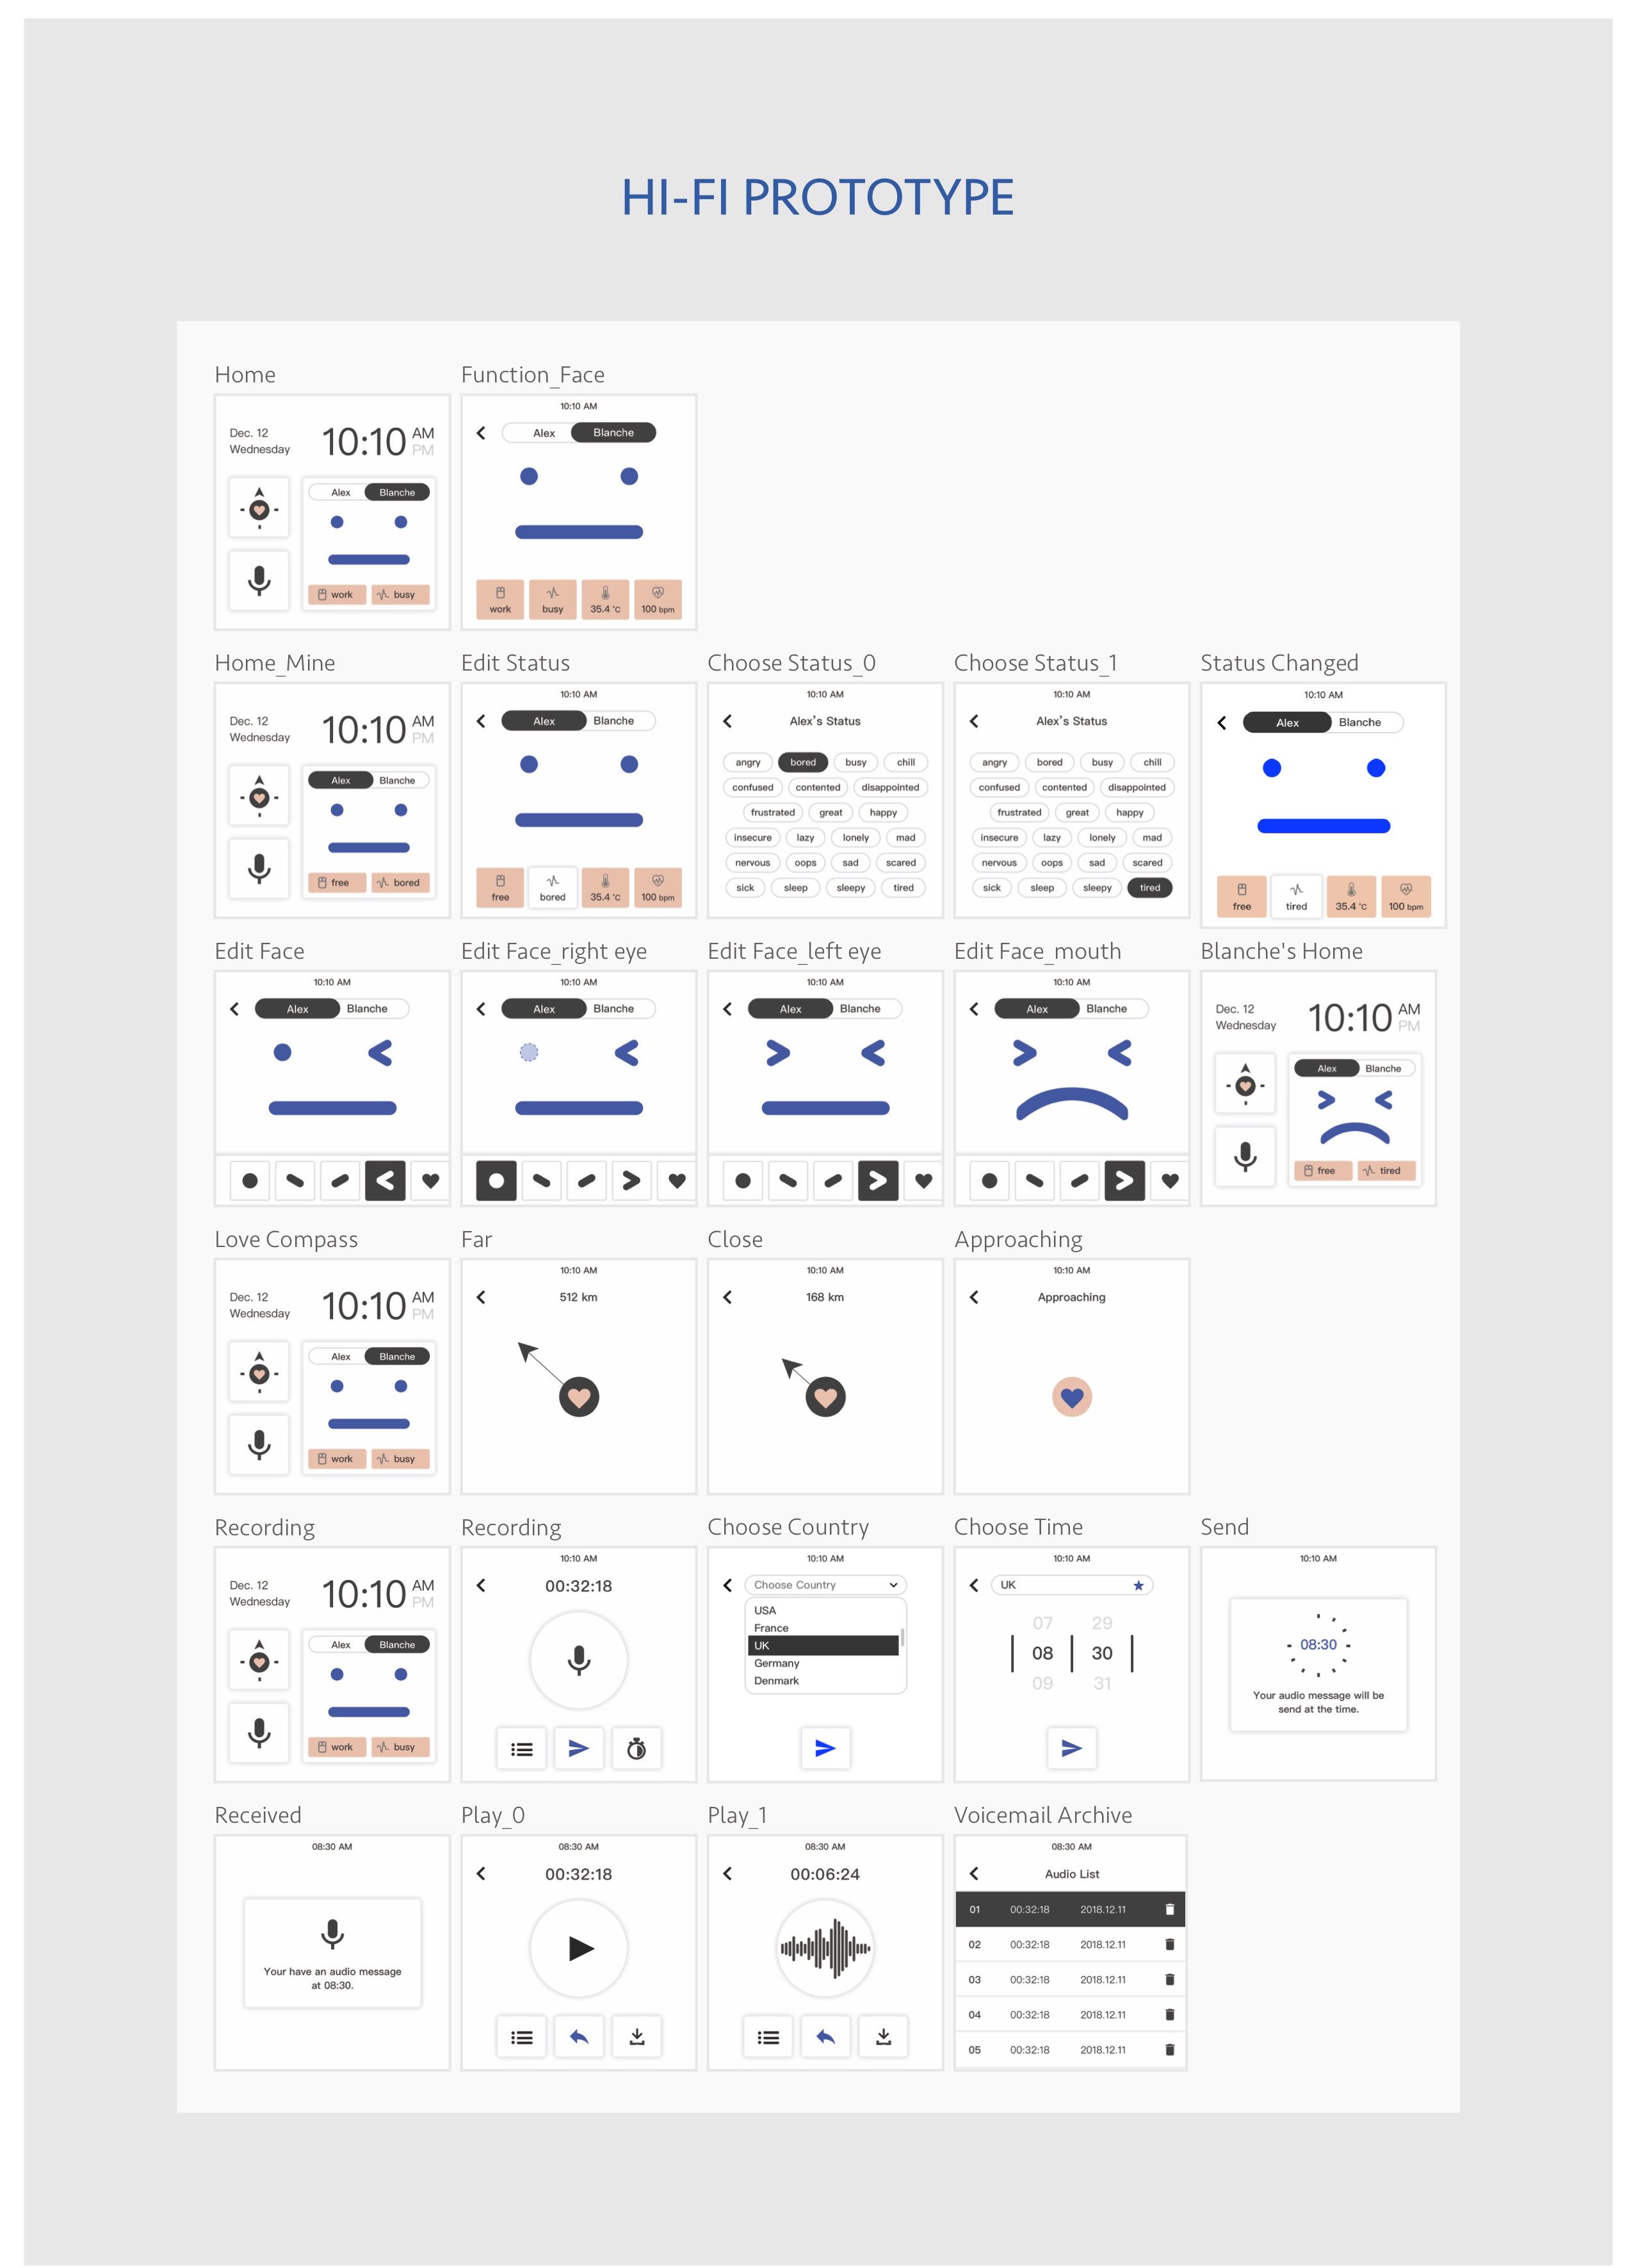 HI-FI PROTOTYPE
Home
Dec. 12
Wednesday
10:10 AM
PM
Alex Blanche
work busy
Function_Face
10:10 AM
Alex Blanche
work busy 35.4 °C 100 bpm
Home_Mine
Dec. 12
Wednesday
10:10 AM
PM
Alex Blanche
free bored
Edit Status
10:10 AM
Alex Blanche
free bored 35.4 °C 100 bpm
Choose Status_0
10:10 AM
Alex's Status
angry bored busy chill
confused contented disappointed
frustrated great happy
insecure lazy lonely mad
nervous oops sad scared
sick sleep sleepy tired
Choose Status_1
10:10 AM
Alex's Status
angry bored busy chill
confused contented disappointed
frustrated great happy
insecure lazy lonely mad
nervous oops sad scared
sick sleep sleepy tired
Status Changed
10:10 AM
Alex Blanche
free tired 35.4 °C 100 bpm
Edit Face
10:10 AM
Alex Blanche
Edit Face_right eye
10:10 AM
Alex Blanche
Edit Face_left eye
10:10 AM
Alex Blanche
Edit Face_mouth
10:10 AM
Alex Blanche
Blanche's Home
Dec. 12
Wednesday
10:10 AM
PM
Alex Blanche
free tired
Love Compass
Dec. 12
Wednesday
10:10 AM
PM
Alex Blanche
work busy
Far
10:10 AM
512 km
Close
10:10 AM
168 km
Approaching
10:10 AM
Approaching
Recording
Dec. 12
Wednesday
10:10 AM
PM
Alex Blanche
work busy
Recording
10:10 AM
00:32:18
Choose Country
10:10 AM
Choose Country
USA
France
UK
Germany
Denmark
Choose Time
10:10 AM
UK
07 29
08 30
09 31
Send
10:10 AM
08:30
Your audio message will be
send at the time.
Received
08:30 AM
Your have an audio message
at 08:30.
Play_0
08:30 AM
00:32:18
Play_1
08:30 AM
00:06:24
Voicemail Archive
08:30 AM
Audio List
01 00:32:18 2018.12.11
02 00:32:18 2018.12.11
03 00:32:18 2018.12.11
04 00:32:18 2018.12.11
05 00:32:18 2018.12.11